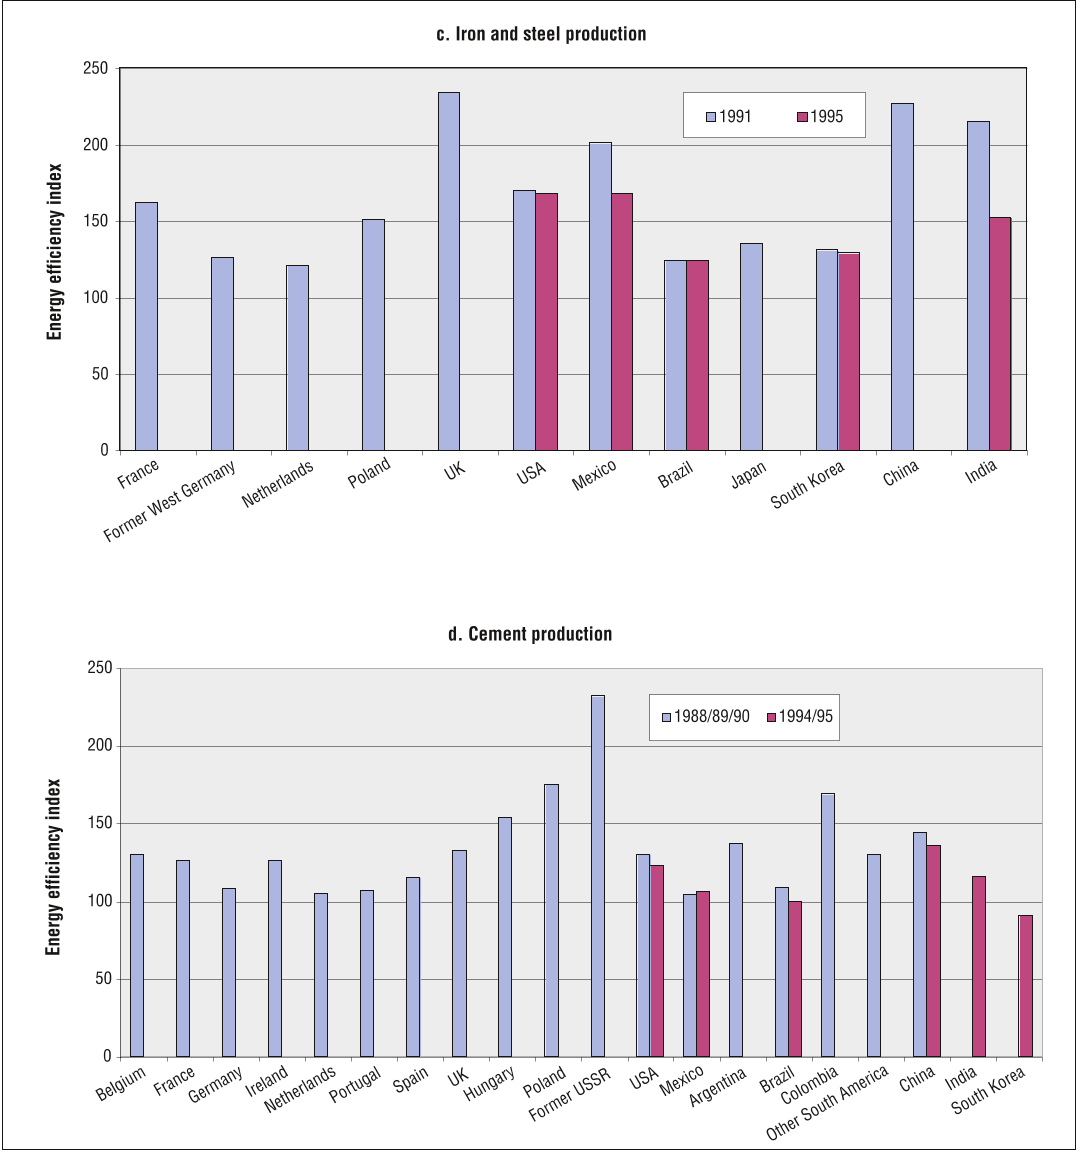 c. Iron and steel production
250
200
150
100
50
0
Energy efficiency index
1991 1995
France Former West Germany Netherlands Poland UK USA Mexico Brazil Japan South Korea China India
d. Cement production
250
200
150
100
50
0
Energy efficiency index
1988/89/90 1994/95
Belgium France Germany Ireland Netherlands Portugal Spain UK Hungary Poland Former USSR USA Mexico Argentina Brazil Colombia Other South America China India South Korea